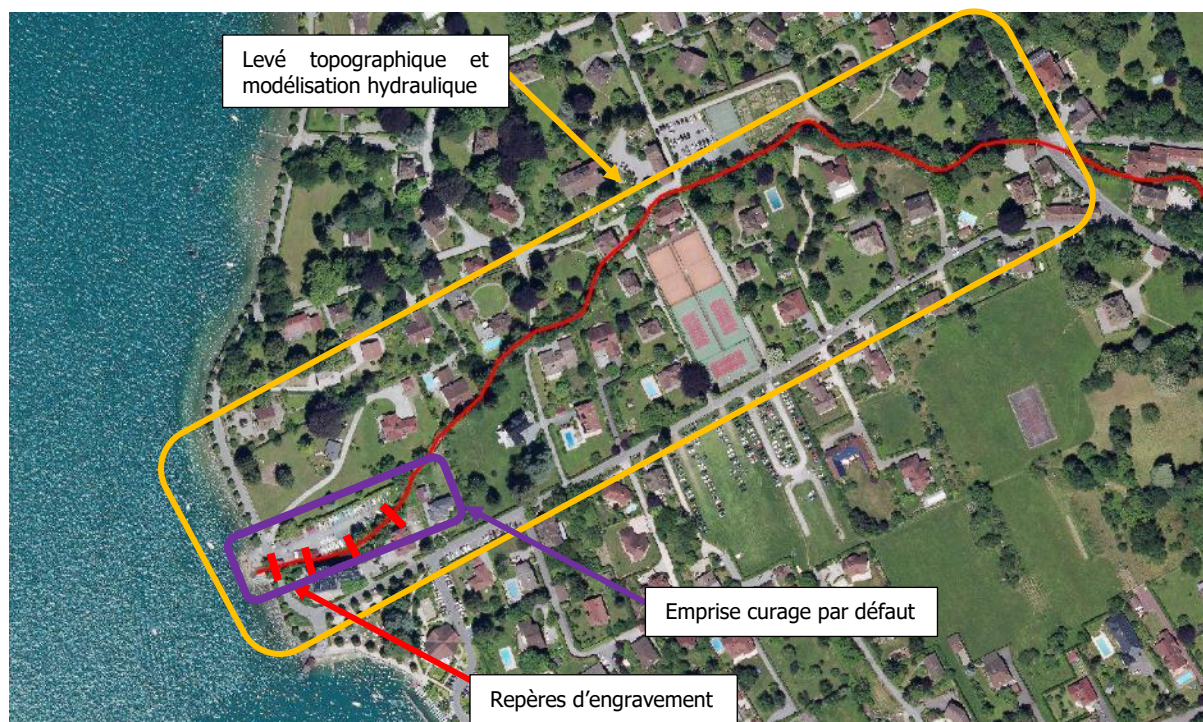 Levé topographique et
modélisation hydraulique
Emprise curage par défaut
Repères d’engravement